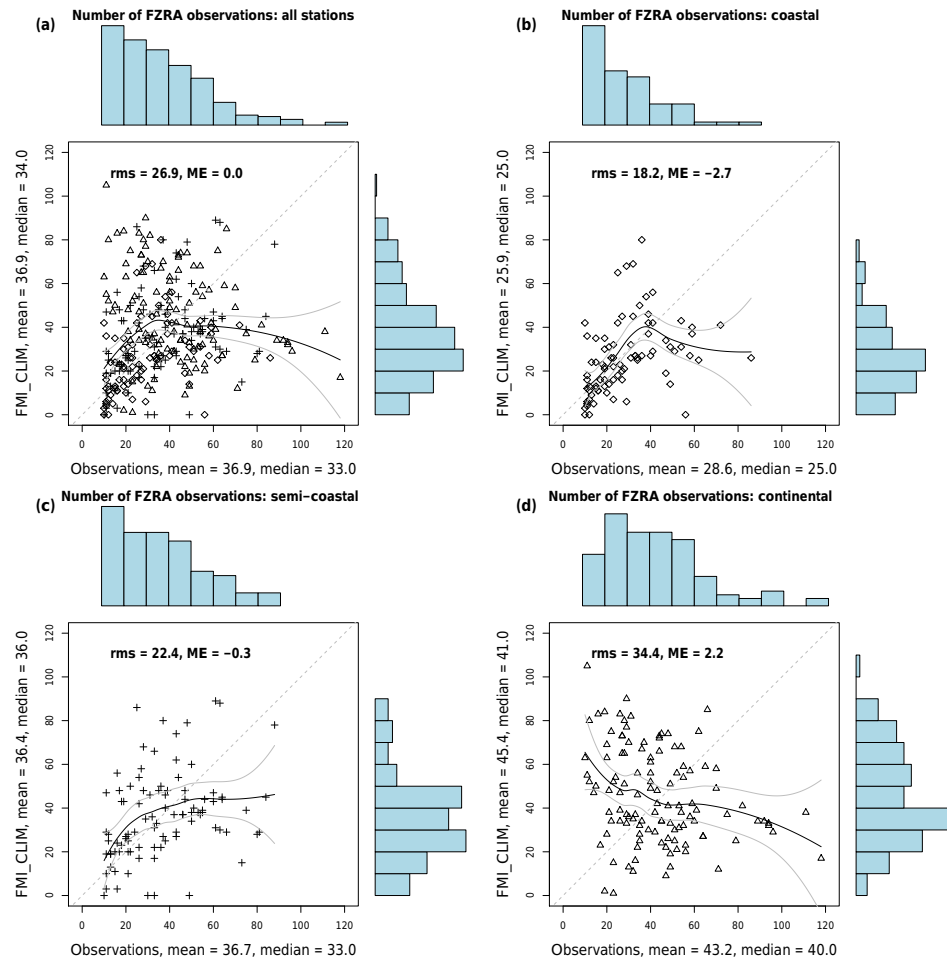 (a) Number of FZRA observations: all stations
rms = 26.9, ME = 0.0
FMI_CLIM, mean = 36.9, median = 34.0
0 20 40 60 80 100 120
0 20 40 60 80 100 120
Observations, mean = 36.9, median = 33.0
(b) Number of FZRA observations: coastal
rms = 18.2, ME = −2.7
FMI_CLIM, mean = 25.9, median = 25.0
0 20 40 60 80 100 120
0 20 40 60 80 100 120
Observations, mean = 28.6, median = 25.0
(c) Number of FZRA observations: semi−coastal
rms = 22.4, ME = −0.3
FMI_CLIM, mean = 36.4, median = 36.0
0 20 40 60 80 100 120
0 20 40 60 80 100 120
Observations, mean = 36.7, median = 33.0
(d) Number of FZRA observations: continental
rms = 34.4, ME = 2.2
FMI_CLIM, mean = 45.4, median = 41.0
0 20 40 60 80 100 120
0 20 40 60 80 100 120
Observations, mean = 43.2, median = 40.0